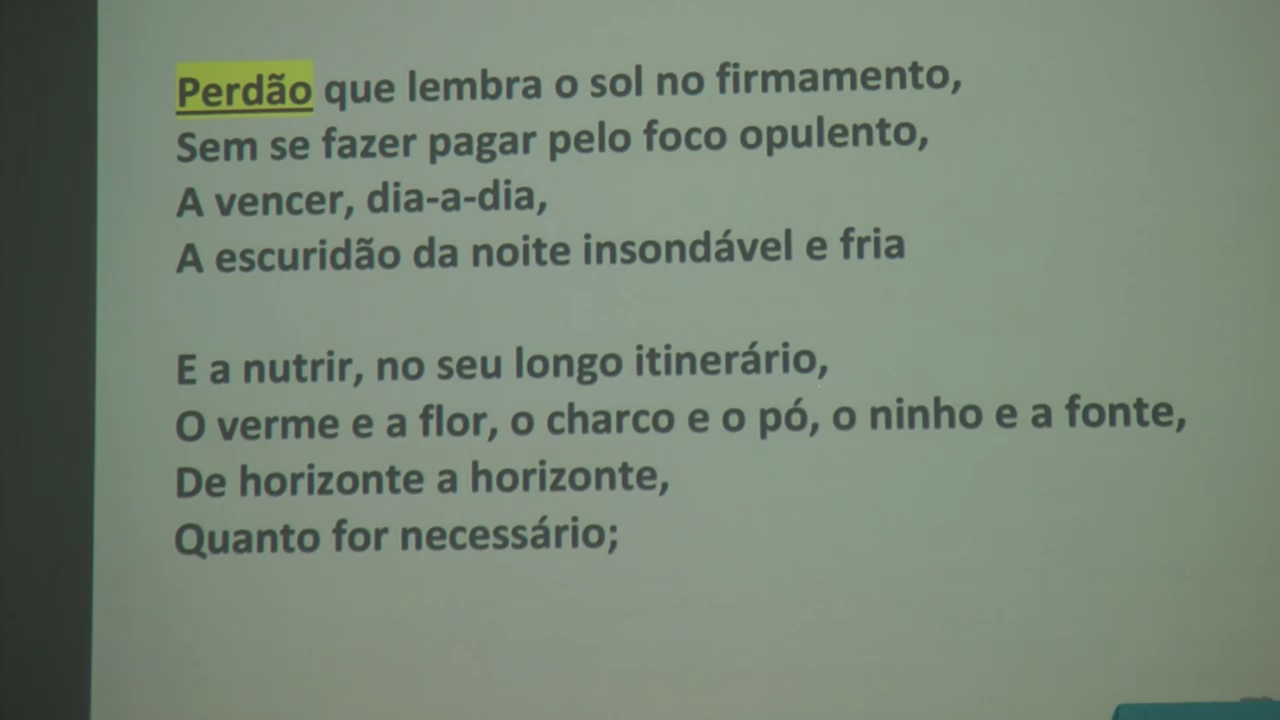 Perdão que lembra o sol no firmamento,
Sem se fazer pagar pelo foco opulento,
A vencer, dia-a-dia,
A escuridão da noite insondável e fria
E a nutrir, no seu longo itinerário,
O verme e a flor, o charco e o pó, o ninho e a fonte,
De horizonte a horizonte,
Quanto for necessário;